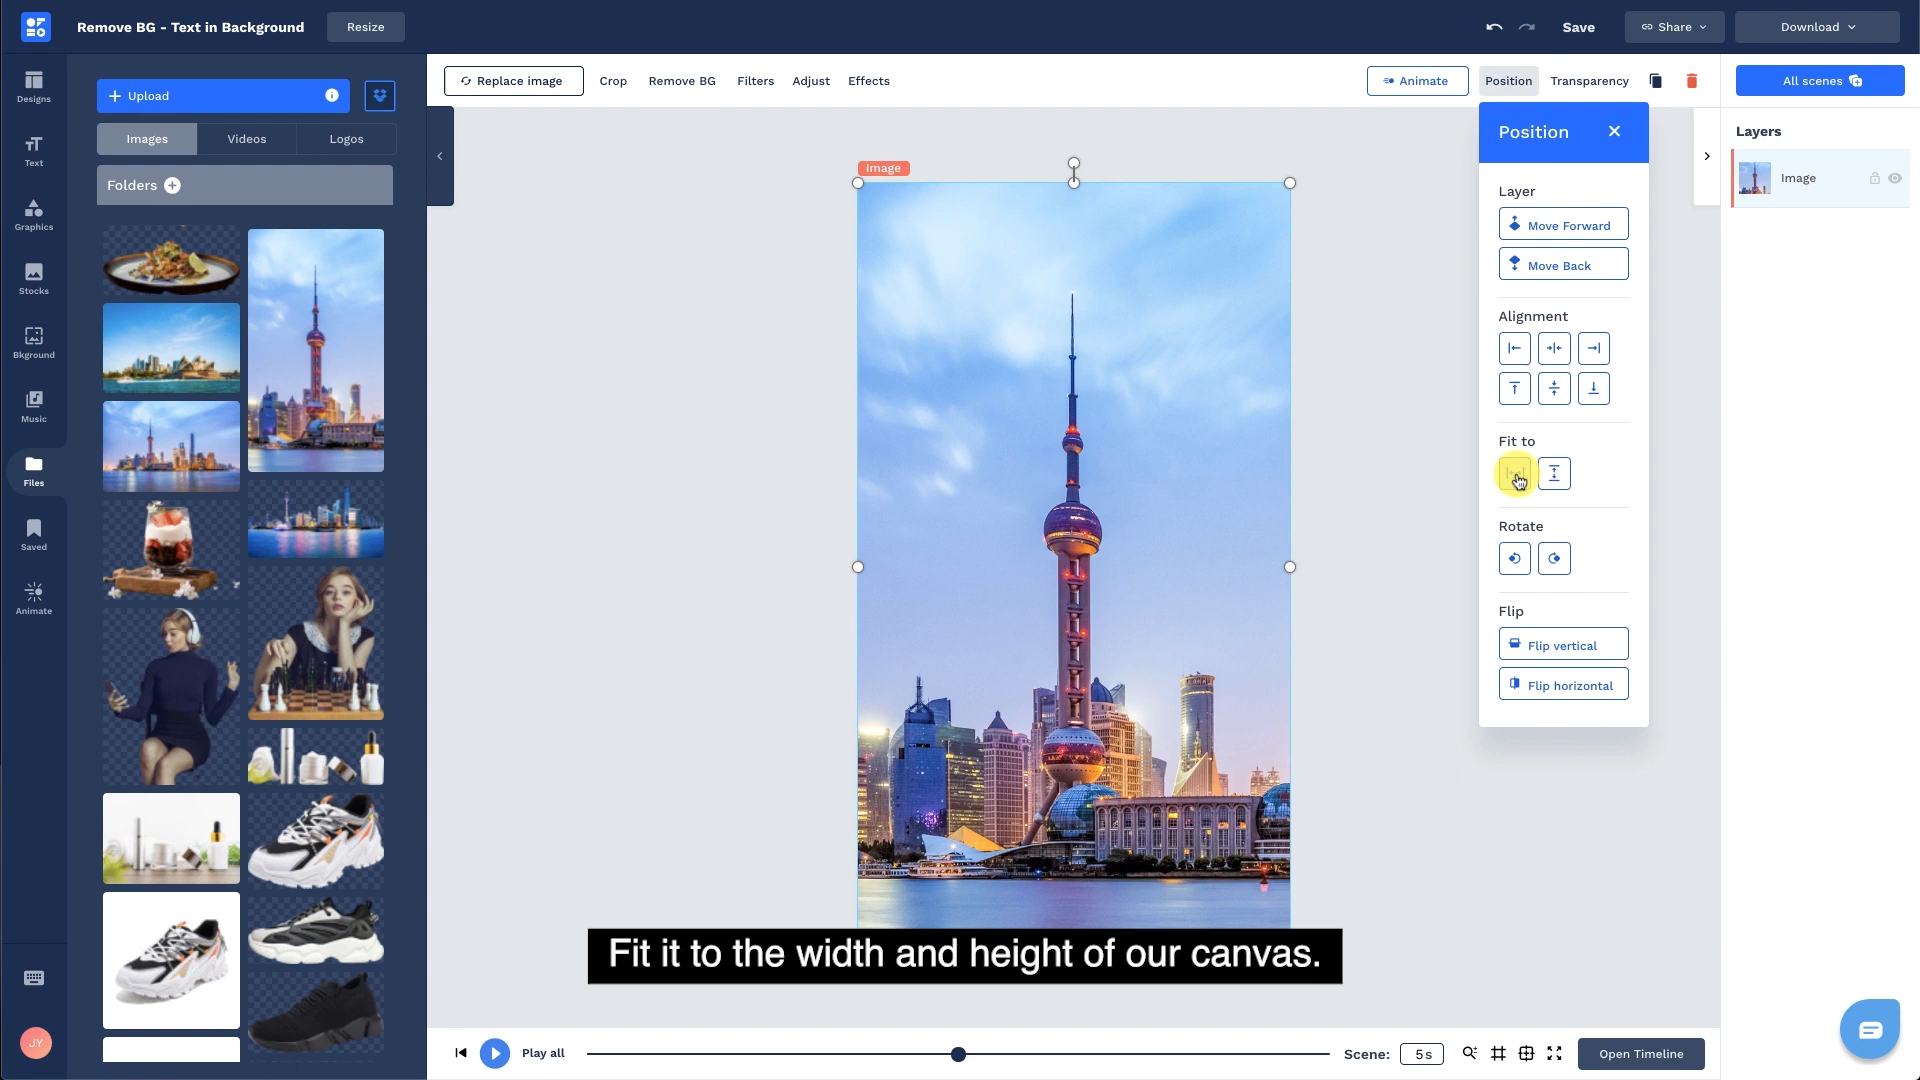 Remove BG - Text in Background
Resize
Save
Share
Download
Designs
Text
Graphics
Stocks
Bkground
Music
Files
Saved
Animate
JY
Upload
Images
Videos
Logos
Folders
Replace image
Crop
Remove BG
Filters
Adjust
Effects
Animate
Position
Transparency
Image
Position
Layer
Move Forward
Move Back
Alignment
Fit to
Rotate
Flip
Flip vertical
Flip horizontal
All scenes
Layers
Image
Fit it to the width and height of our canvas.
Play all
Scene:
5s
Open Timeline